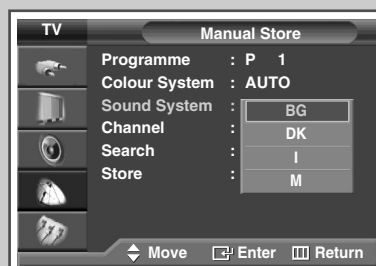 TV
Manual Store
Programme : P 1
Colour System : AUTO
Sound System :
BG
DK
I
M
Channel :
Search :
Store :
Move Enter Return